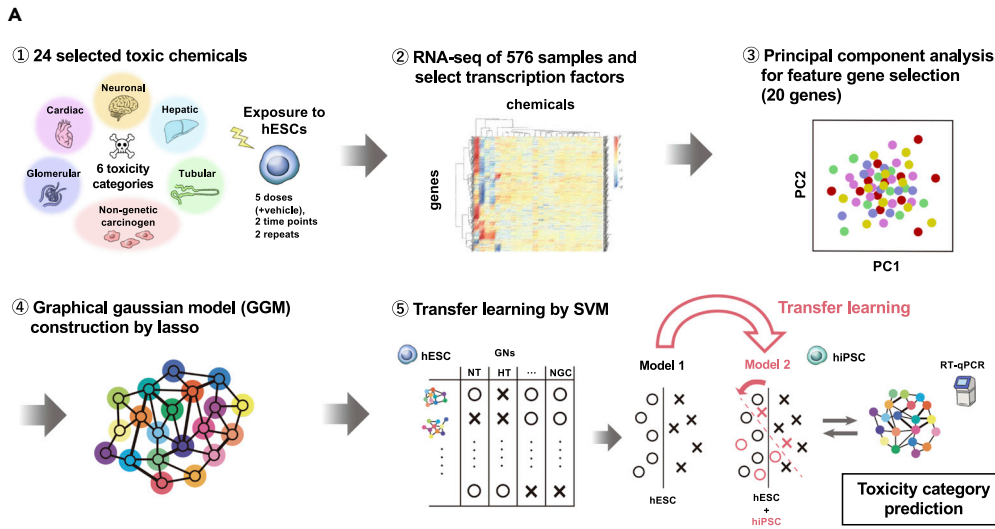 A
① 24 selected toxic chemicals
Neuronal
Cardiac
Hepatic
6 toxicity
categories
Glomerular
Tubular
Non-genetic
carcinogen
Exposure to
hESCs
5 doses
(+vehicle),
2 time points
2 repeats
② RNA-seq of 576 samples and
select transcription factors
chemicals
genes
③ Principal component analysis
for feature gene selection
(20 genes)
PC2
PC1
④ Graphical gaussian model (GGM)
construction by lasso
⑤ Transfer learning by SVM
hESC
GNs
NT HT ... NGC
Transfer learning
Model 1
Model 2
hESC
hESC
+
hiPSC
hiPSC
RT-qPCR
Toxicity category
prediction